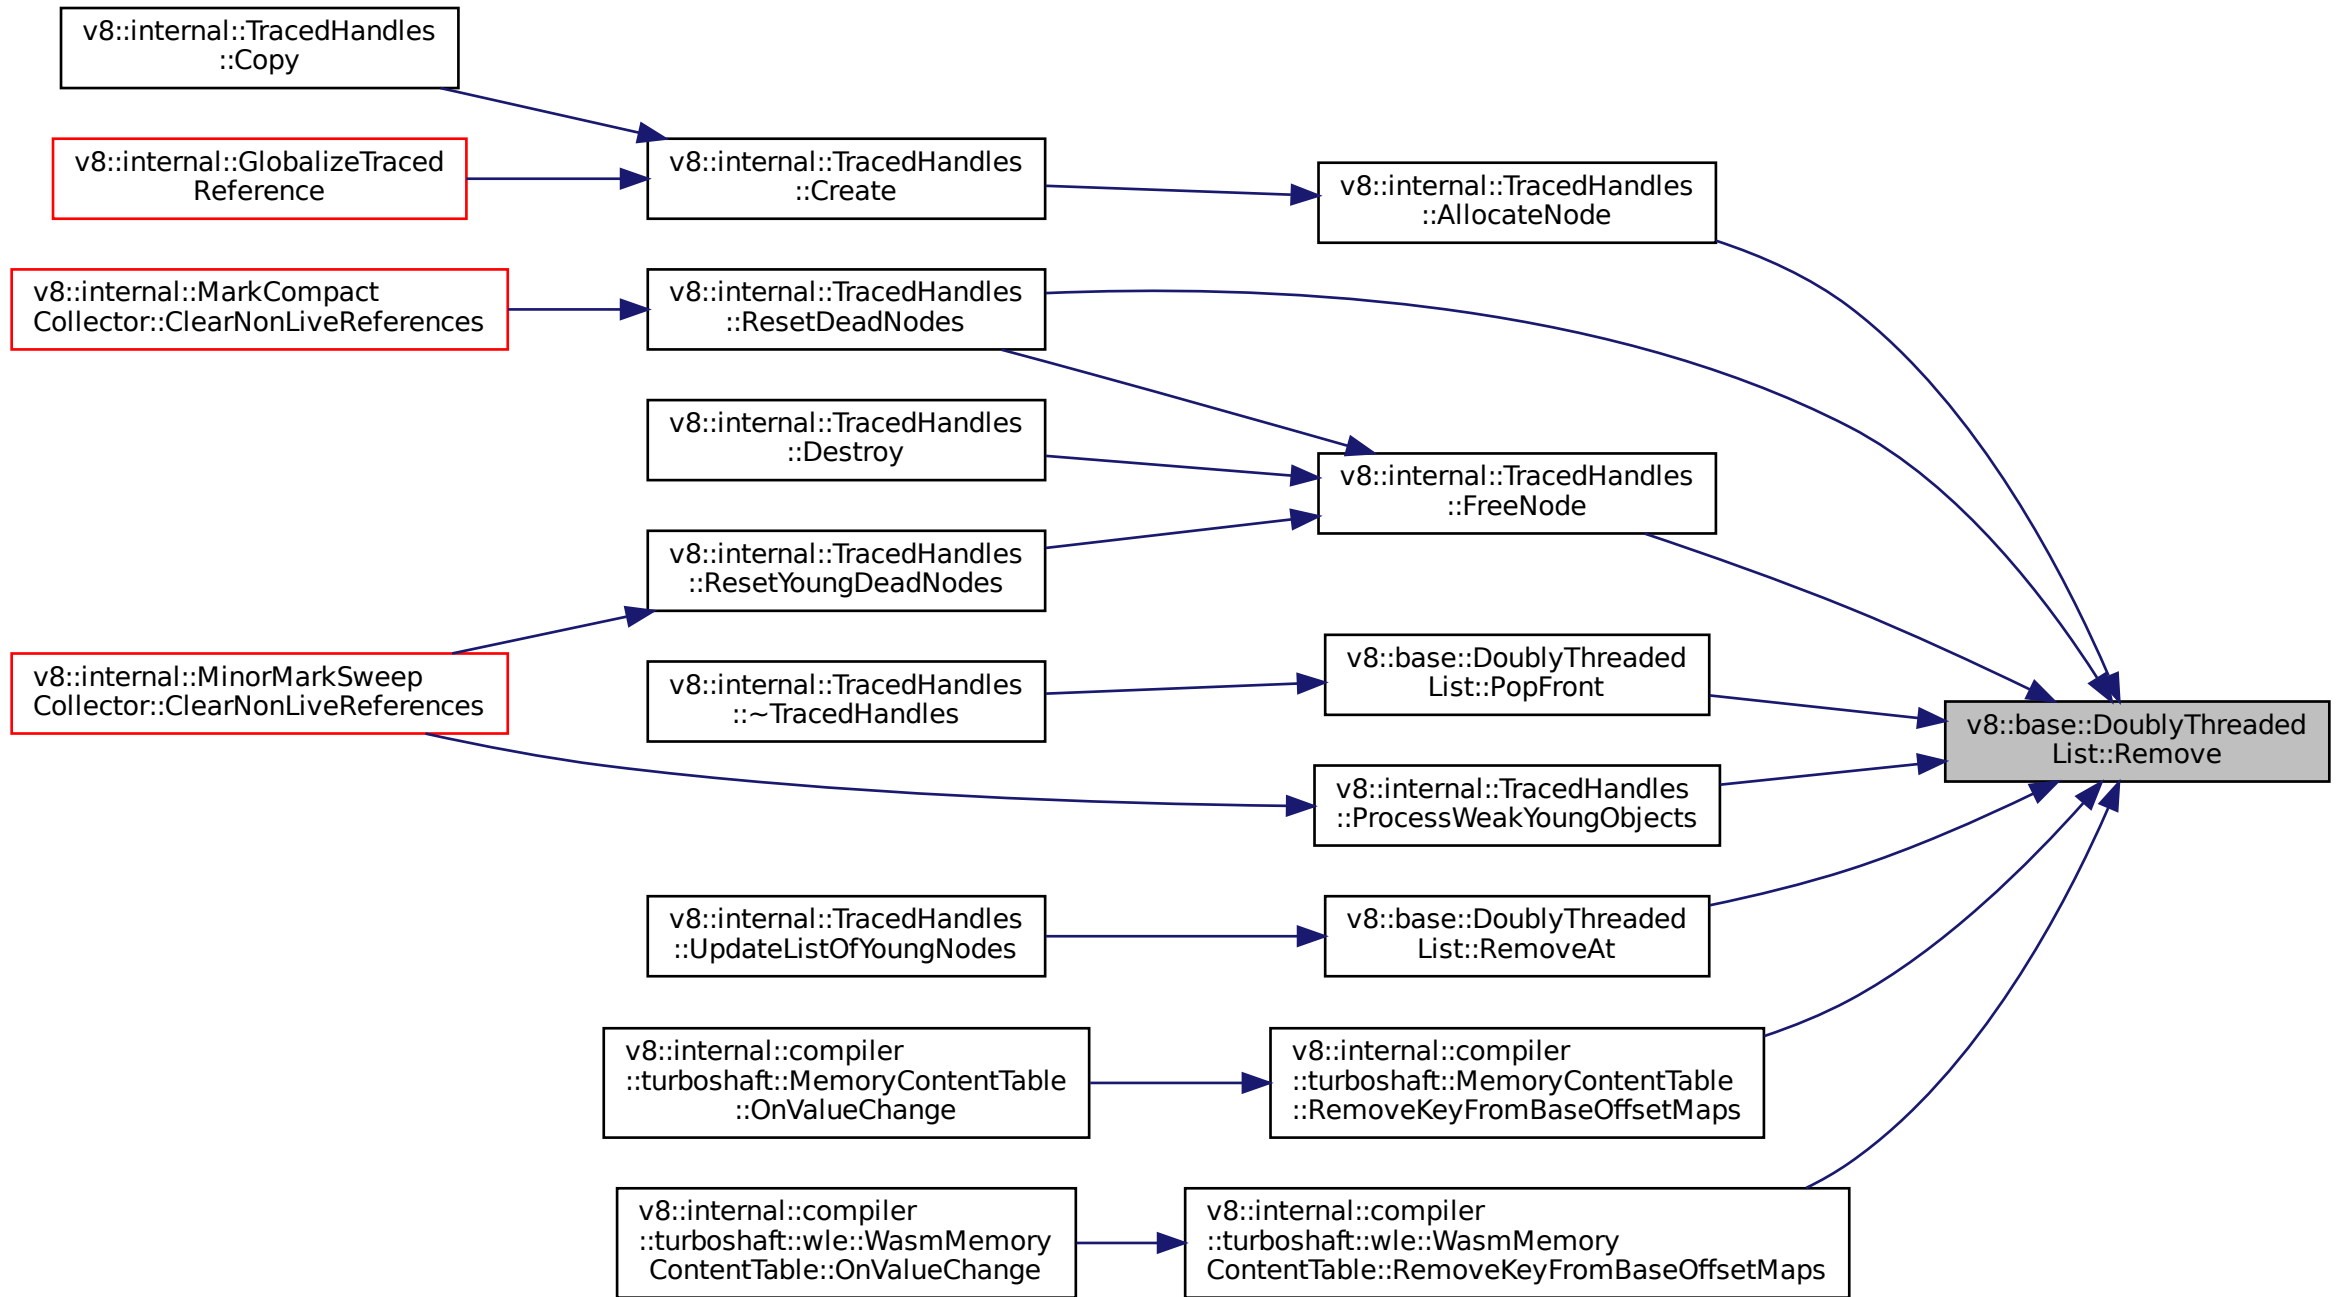 v8::internal::TracedHandles
::Copy
v8::internal::GlobalizeTraced
Reference
v8::internal::MarkCompact
Collector::ClearNonLiveReferences
v8::internal::MinorMarkSweep
Collector::ClearNonLiveReferences
v8::internal::TracedHandles
::Create
v8::internal::TracedHandles
::ResetDeadNodes
v8::internal::TracedHandles
::Destroy
v8::internal::TracedHandles
::ResetYoungDeadNodes
v8::internal::TracedHandles
::~TracedHandles
v8::internal::TracedHandles
::UpdateListOfYoungNodes
v8::internal::compiler
::turboshaft::MemoryContentTable
::OnValueChange
v8::internal::compiler
::turboshaft::wle::WasmMemory
ContentTable::OnValueChange
v8::internal::TracedHandles
::AllocateNode
v8::internal::TracedHandles
::FreeNode
v8::base::DoublyThreaded
List::PopFront
v8::internal::TracedHandles
::ProcessWeakYoungObjects
v8::base::DoublyThreaded
List::RemoveAt
v8::internal::compiler
::turboshaft::MemoryContentTable
::RemoveKeyFromBaseOffsetMaps
v8::internal::compiler
::turboshaft::wle::WasmMemory
ContentTable::RemoveKeyFromBaseOffsetMaps
v8::base::DoublyThreaded
List::Remove